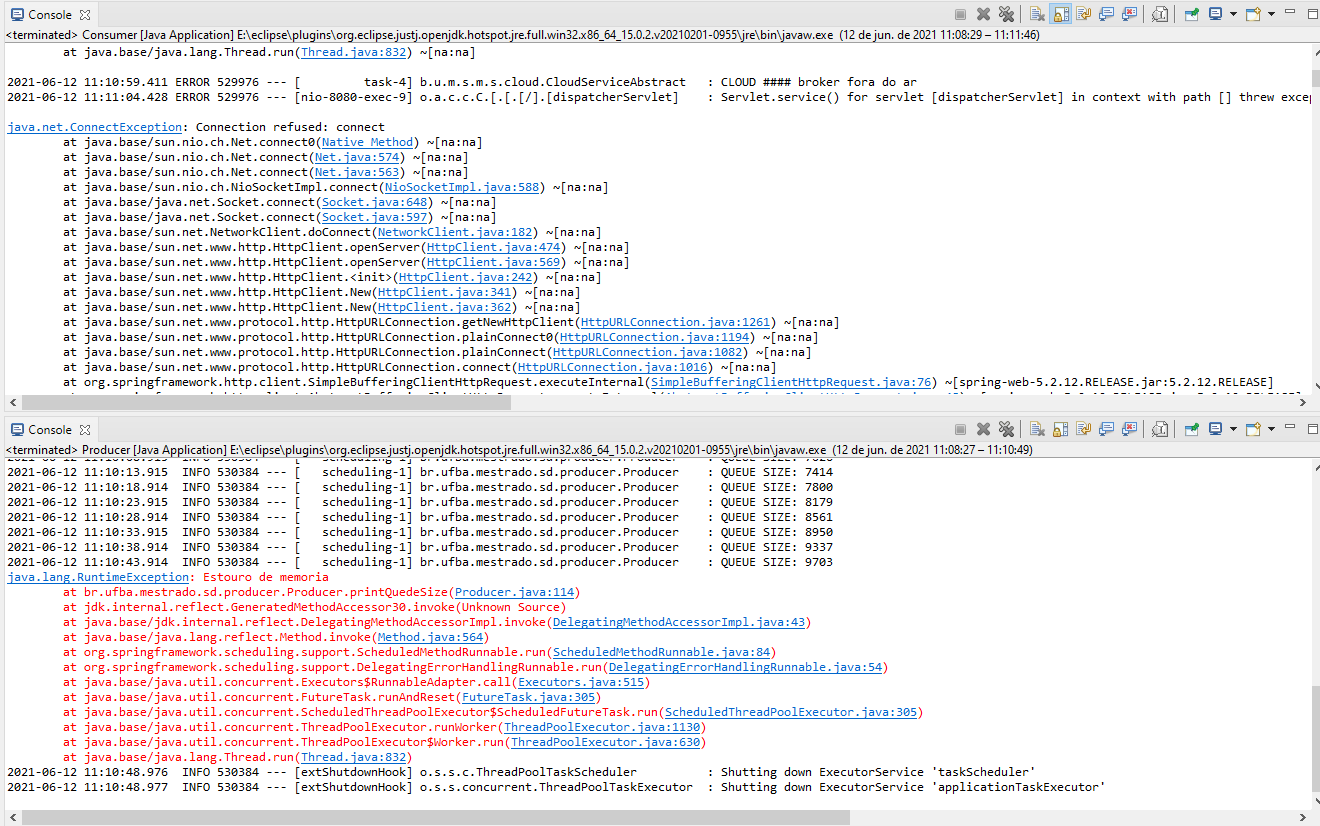 Console
<terminated> Consumer [Java Application] E:\eclipse\plugins\org.eclipse.justj.openjdk.hotspot.jre.full.win32.x86_64_15.0.2.v20210201-0955\jre\bin\javaw.exe (12 de jun. de 2021 11:08:29 – 11:11:46)
at java.base/java.lang.Thread.run(Thread.java:832) ~[na:na]
2021-06-12 11:10:59.411 ERROR 529976 --- [         task-4] b.u.m.s.m.s.cloud.CloudServiceAbstract   : CLOUD #### broker fora do ar
2021-06-12 11:11:04.428 ERROR 529976 --- [nio-8080-exec-9] o.a.c.c.C.[.[.[/].[dispatcherServlet]    : Servlet.service() for servlet [dispatcherServlet] in context with path [] threw excep
java.net.ConnectException: Connection refused: connect
at java.base/sun.nio.ch.Net.connect0(Native Method) ~[na:na]
at java.base/sun.nio.ch.Net.connect(Net.java:574) ~[na:na]
at java.base/sun.nio.ch.Net.connect(Net.java:563) ~[na:na]
at java.base/sun.nio.ch.NioSocketImpl.connect(NioSocketImpl.java:588) ~[na:na]
at java.base/java.net.Socket.connect(Socket.java:648) ~[na:na]
at java.base/java.net.Socket.connect(Socket.java:597) ~[na:na]
at java.base/sun.net.NetworkClient.doConnect(NetworkClient.java:182) ~[na:na]
at java.base/sun.net.www.http.HttpClient.openServer(HttpClient.java:474) ~[na:na]
at java.base/sun.net.www.http.HttpClient.openServer(HttpClient.java:569) ~[na:na]
at java.base/sun.net.www.http.HttpClient.<init>(HttpClient.java:242) ~[na:na]
at java.base/sun.net.www.http.HttpClient.New(HttpClient.java:341) ~[na:na]
at java.base/sun.net.www.http.HttpClient.New(HttpClient.java:362) ~[na:na]
at java.base/sun.net.www.protocol.http.HttpURLConnection.getNewHttpClient(HttpURLConnection.java:1261) ~[na:na]
at java.base/sun.net.www.protocol.http.HttpURLConnection.plainConnect0(HttpURLConnection.java:1194) ~[na:na]
at java.base/sun.net.www.protocol.http.HttpURLConnection.plainConnect(HttpURLConnection.java:1082) ~[na:na]
at java.base/sun.net.www.protocol.http.HttpURLConnection.connect(HttpURLConnection.java:1016) ~[na:na]
at org.springframework.http.client.SimpleBufferingClientHttpRequest.executeInternal(SimpleBufferingClientHttpRequest.java:76) ~[spring-web-5.2.12.RELEASE.jar:5.2.12.RELEASE]
Console
<terminated> Producer [Java Application] E:\eclipse\plugins\org.eclipse.justj.openjdk.hotspot.jre.full.win32.x86_64_15.0.2.v20210201-0955\jre\bin\javaw.exe (12 de jun. de 2021 11:08:27 – 11:10:49)
2021-06-12 11:10:13.915  INFO 530384 --- [   scheduling-1] br.ufba.mestrado.sd.producer.Producer    : QUEUE SIZE: 7414
2021-06-12 11:10:18.914  INFO 530384 --- [   scheduling-1] br.ufba.mestrado.sd.producer.Producer    : QUEUE SIZE: 7800
2021-06-12 11:10:23.915  INFO 530384 --- [   scheduling-1] br.ufba.mestrado.sd.producer.Producer    : QUEUE SIZE: 8179
2021-06-12 11:10:28.914  INFO 530384 --- [   scheduling-1] br.ufba.mestrado.sd.producer.Producer    : QUEUE SIZE: 8561
2021-06-12 11:10:33.915  INFO 530384 --- [   scheduling-1] br.ufba.mestrado.sd.producer.Producer    : QUEUE SIZE: 8950
2021-06-12 11:10:38.914  INFO 530384 --- [   scheduling-1] br.ufba.mestrado.sd.producer.Producer    : QUEUE SIZE: 9337
2021-06-12 11:10:43.914  INFO 530384 --- [   scheduling-1] br.ufba.mestrado.sd.producer.Producer    : QUEUE SIZE: 9703
java.lang.RuntimeException: Estouro de memoria
at br.ufba.mestrado.sd.producer.Producer.printQuedeSize(Producer.java:114)
at jdk.internal.reflect.GeneratedMethodAccessor30.invoke(Unknown Source)
at java.base/jdk.internal.reflect.DelegatingMethodAccessorImpl.invoke(DelegatingMethodAccessorImpl.java:43)
at java.base/java.lang.reflect.Method.invoke(Method.java:564)
at org.springframework.scheduling.support.ScheduledMethodRunnable.run(ScheduledMethodRunnable.java:84)
at org.springframework.scheduling.support.DelegatingErrorHandlingRunnable.run(DelegatingErrorHandlingRunnable.java:54)
at java.base/java.util.concurrent.Executors$RunnableAdapter.call(Executors.java:515)
at java.base/java.util.concurrent.FutureTask.runAndReset(FutureTask.java:305)
at java.base/java.util.concurrent.ScheduledThreadPoolExecutor$ScheduledFutureTask.run(ScheduledThreadPoolExecutor.java:305)
at java.base/java.util.concurrent.ThreadPoolExecutor.runWorker(ThreadPoolExecutor.java:1130)
at java.base/java.util.concurrent.ThreadPoolExecutor$Worker.run(ThreadPoolExecutor.java:630)
at java.base/java.lang.Thread.run(Thread.java:832)
2021-06-12 11:10:48.976  INFO 530384 --- [extShutdownHook] o.s.s.c.ThreadPoolTaskScheduler          : Shutting down ExecutorService 'taskScheduler'
2021-06-12 11:10:48.977  INFO 530384 --- [extShutdownHook] o.s.s.concurrent.ThreadPoolTaskExecutor  : Shutting down ExecutorService 'applicationTaskExecutor'